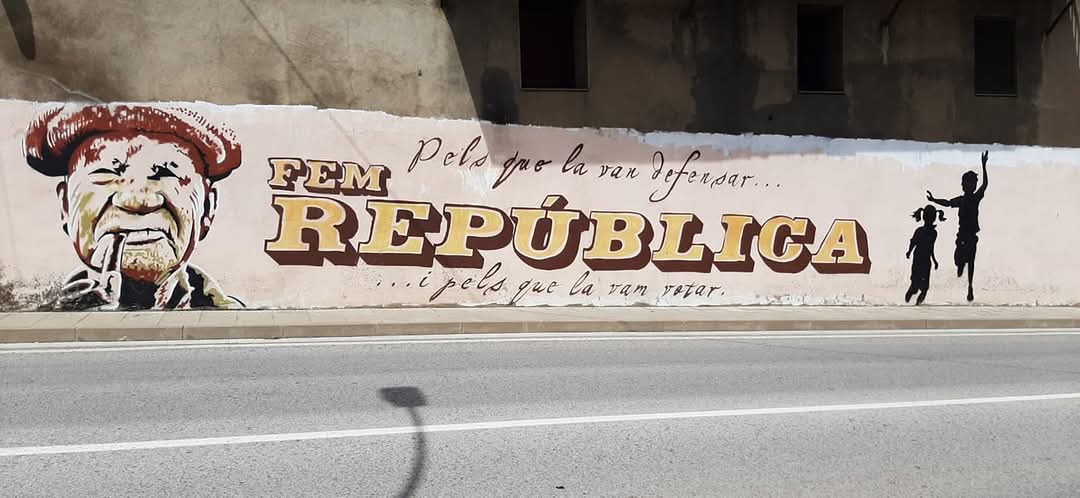 Pels que la van defensar...
FEM
REPÚBLICA
...i pels que la vam votar.